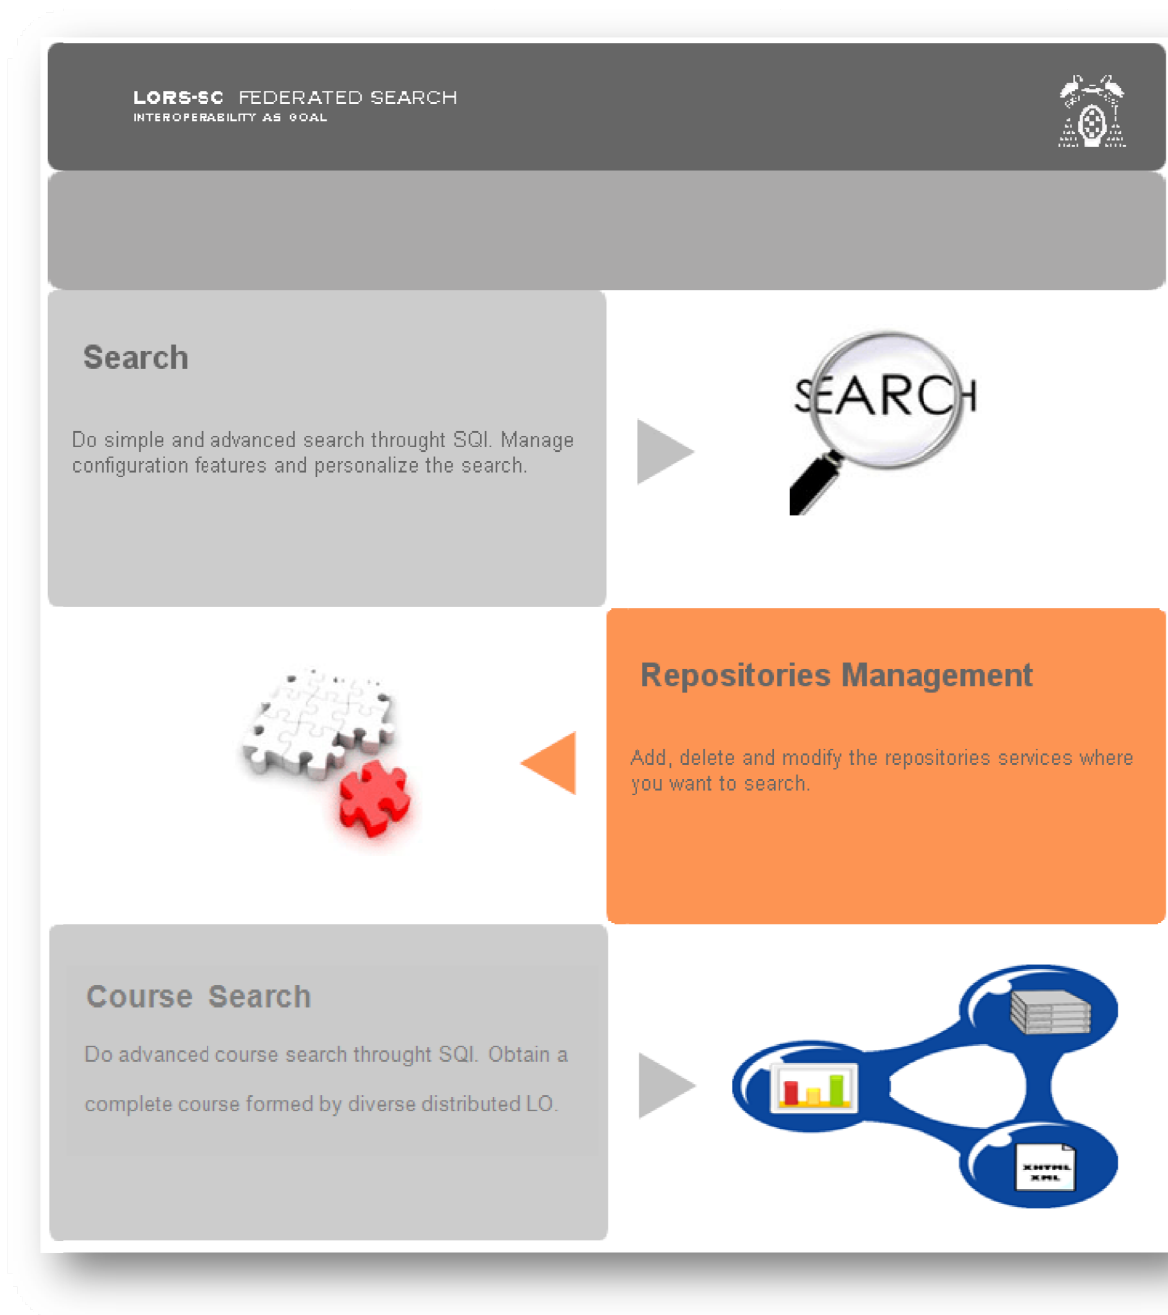 LORS-SC FEDERATED SEARCH
INTEROPERABILITY AS GOAL
Search
Do simple and advanced search throught SQI. Manage
configuration features and personalize the search.
SEARCH
Repositories Management
Add, delete and modify the repositories services where
you want to search.
Course Search
Do advanced course search throught SQI. Obtain a
complete course formed by diverse distributed LO.
XHTML
XML